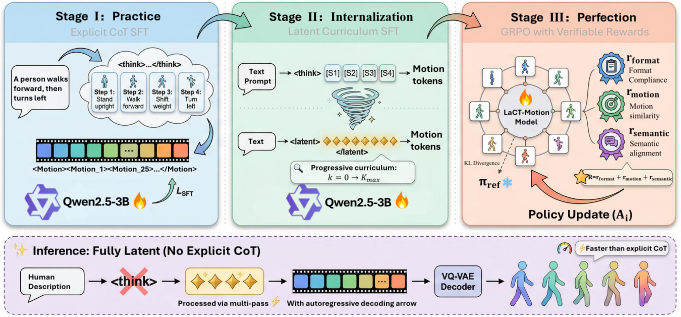 Stage I: Practice
Explicit CoT SFT
A person walks
forward, then
turns left
<think>...</think>
Step 1:
Stand
upright
Step 2:
Walk
forward
Step 3:
Shift
weight
Step 4:
Turn
left
...
<Motion><Motion_1><Motion_25>...</Motion>
Qwen2.5-3B
L_SFT
Stage II: Internalization
Latent Curriculum SFT
Text
Prompt
<think> [S1] [S2] [S3] [S4]
Motion
tokens
Text
<latent>
</latent>
Motion
tokens
Progressive curriculum:
k = 0 → K_max
Qwen2.5-3B
Stage III: Perfection
GRPO with Verifiable Rewards
LaCT-Motion
Model
KL Divergence
π_ref
r_format
Format
Compliance
r_motion
Motion
similarity
r_semantic
Semantic
alignment
R=r_format + r_motion + r_semantic
Policy Update (A_i)
Inference: Fully Latent (No Explicit CoT)
Human
Description
<think>
Processed via multi-pass
...
With autoregressive decoding arrow
VQ-VAE
Decoder
Faster than explicit CoT